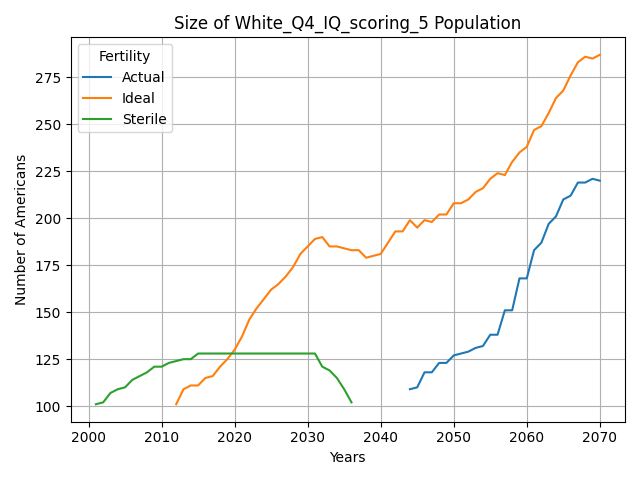 Size of White_Q4_IQ_scoring_5 Population
Fertility
Actual
Ideal
Sterile
Number of Americans
275
250
225
200
175
150
125
100
2000 2010 2020 2030 2040 2050 2060 2070
Years